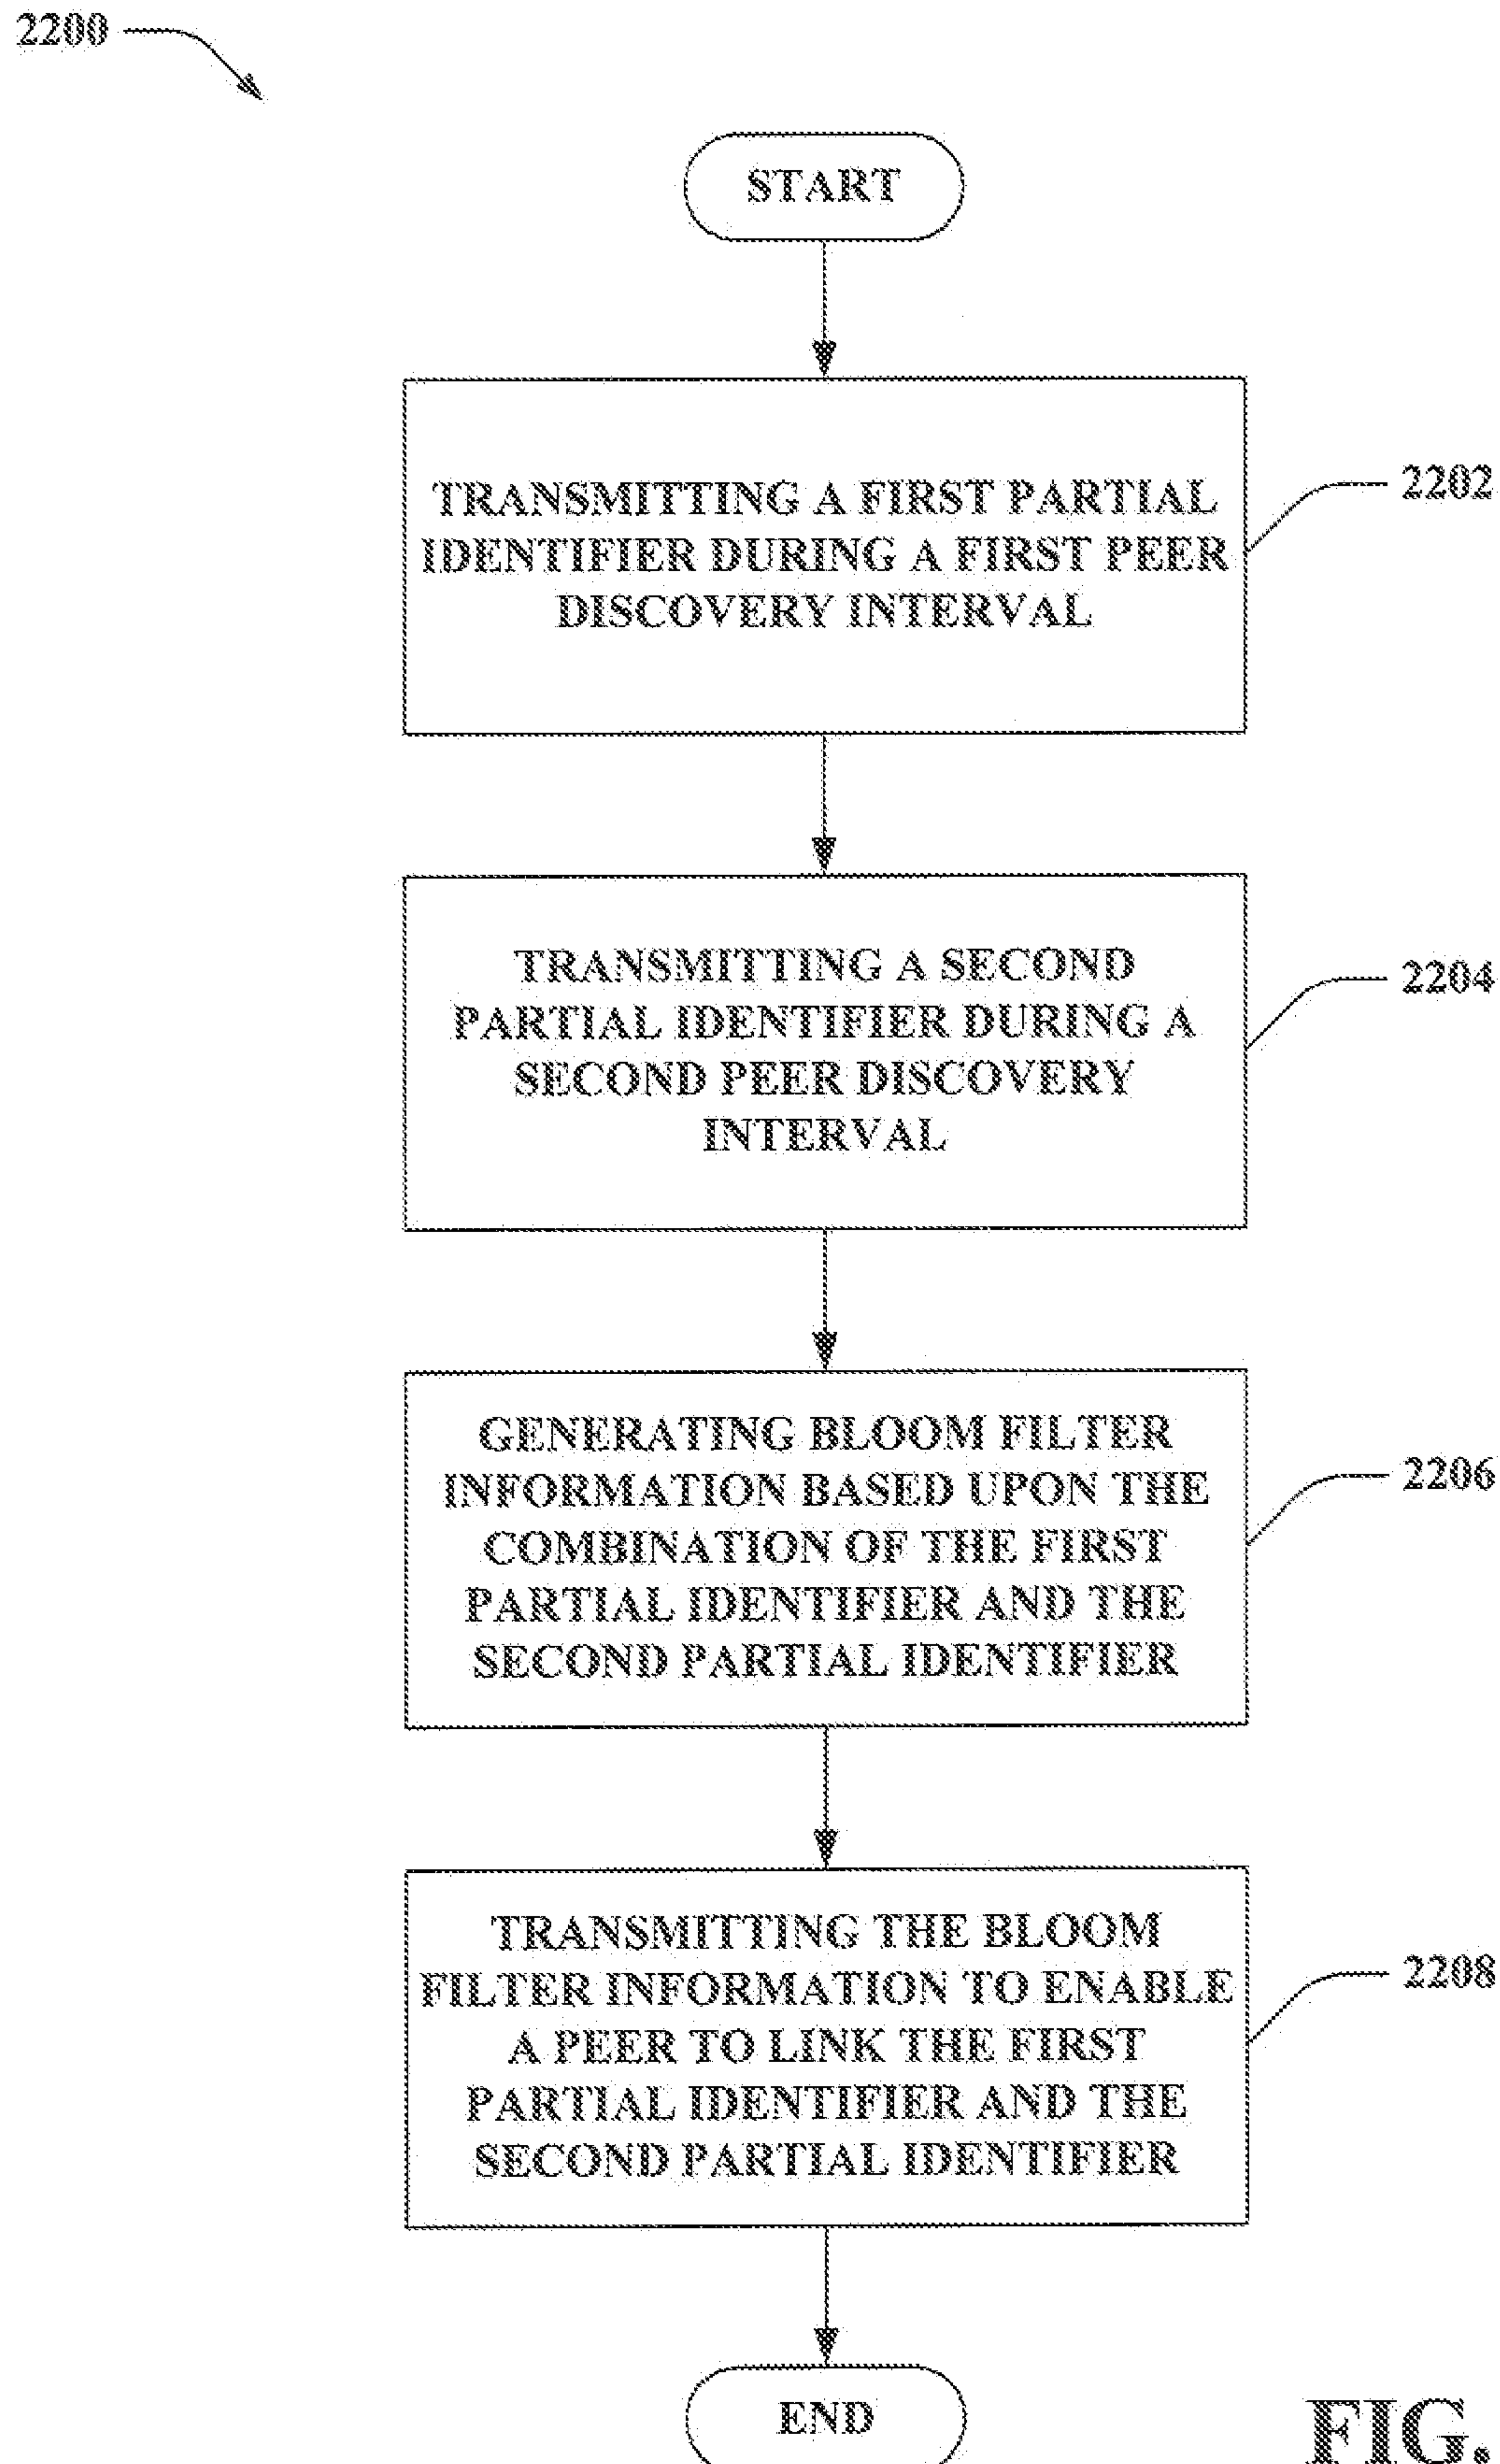 2200
START
TRANSMITTING A FIRST PARTIAL
IDENTIFIER DURING A FIRST PEER
DISCOVERY INTERVAL
2202
TRANSMITTING A SECOND
PARTIAL IDENTIFIER DURING A
SECOND PEER DISCOVERY
INTERVAL
2204
GENERATING BLOOM FILTER
INFORMATION BASED UPON THE
COMBINATION OF THE FIRST
PARTIAL IDENTIFIER AND THE
SECOND PARTIAL IDENTIFIER
2206
TRANSMITTING THE BLOOM
FILTER INFORMATION TO ENABLE
A PEER TO LINK THE FIRST
PARTIAL IDENTIFIER AND THE
SECOND PARTIAL IDENTIFIER
2208
END
FIG.